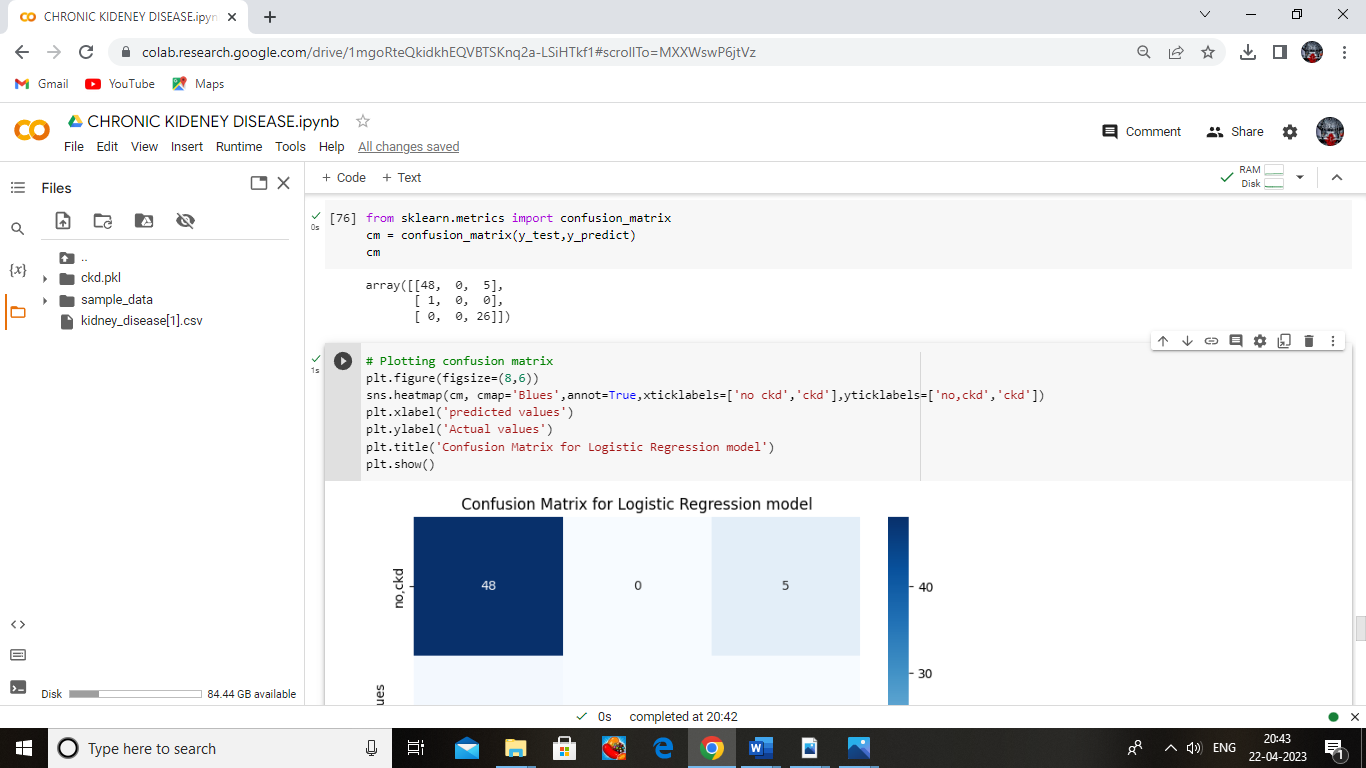 CHRONIC KIDENEY DISEASE.ipyn
colab.research.google.com/drive/1mgoRteQkidkhEQVBTSKnq2a-LSiHTkf1#scrollTo=MXXWswP6jtVz
Gmail YouTube Maps
CHRONIC KIDENEY DISEASE.ipynb
Comment Share
File Edit View Insert Runtime Tools Help All changes saved
Files
+ Code + Text
RAM
Disk
..
ckd.pkl
sample_data
kidney_disease[1].csv
{x}
<>
Disk 84.44 GB available
0s
[76] from sklearn.metrics import confusion_matrix
cm = confusion_matrix(y_test,y_predict)
cm
array([[48, 0, 5],
[ 1, 0, 0],
[ 0, 0, 26]])
1s
# Plotting confusion matrix
plt.figure(figsize=(8,6))
sns.heatmap(cm, cmap='Blues',annot=True,xticklabels=['no ckd','ckd'],yticklabels=['no,ckd','ckd'])
plt.xlabel('predicted values')
plt.ylabel('Actual values')
plt.title('Confusion Matrix for Logistic Regression model')
plt.show()
Confusion Matrix for Logistic Regression model
no,ckd
48 0 5
40
30
ues
0s completed at 20:42
Type here to search
W
ENG
20:43
22-04-2023
1